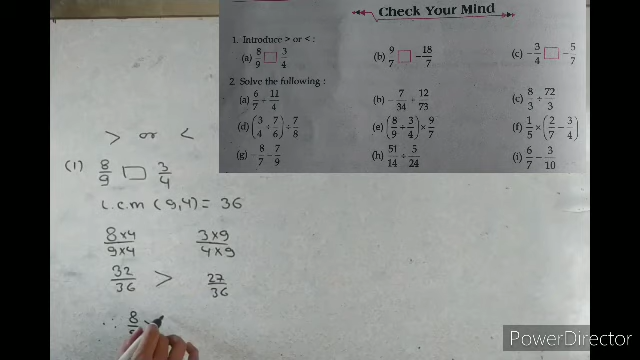 Check Your Mind
1. Introduce > or < :
(a) 8/9 □ 3/4 (b) 9/7 □ -18/7 (c) -3/4 □ -5/7
2. Solve the following :
(a) 6/7 ÷ 11/4 (b) -7/34 + 12/73 (c) 8/3 ÷ 72/3
(d) (3/4 ÷ 7/6) ÷ 7/8 (e) (8/9 + 3/4) × 9/7 (f) 1/5 × (2/7 - 3/4)
(g) -8/7 - 7/9 (h) 51/14 ÷ 5/24 (i) 6/7 - 3/10
> or <
(1) 8/9 □ 3/4
L.C.M (9,4) = 36
8×4/9×4 3×9/4×9
32/36 > 27/36
∴ 8
PowerDirector